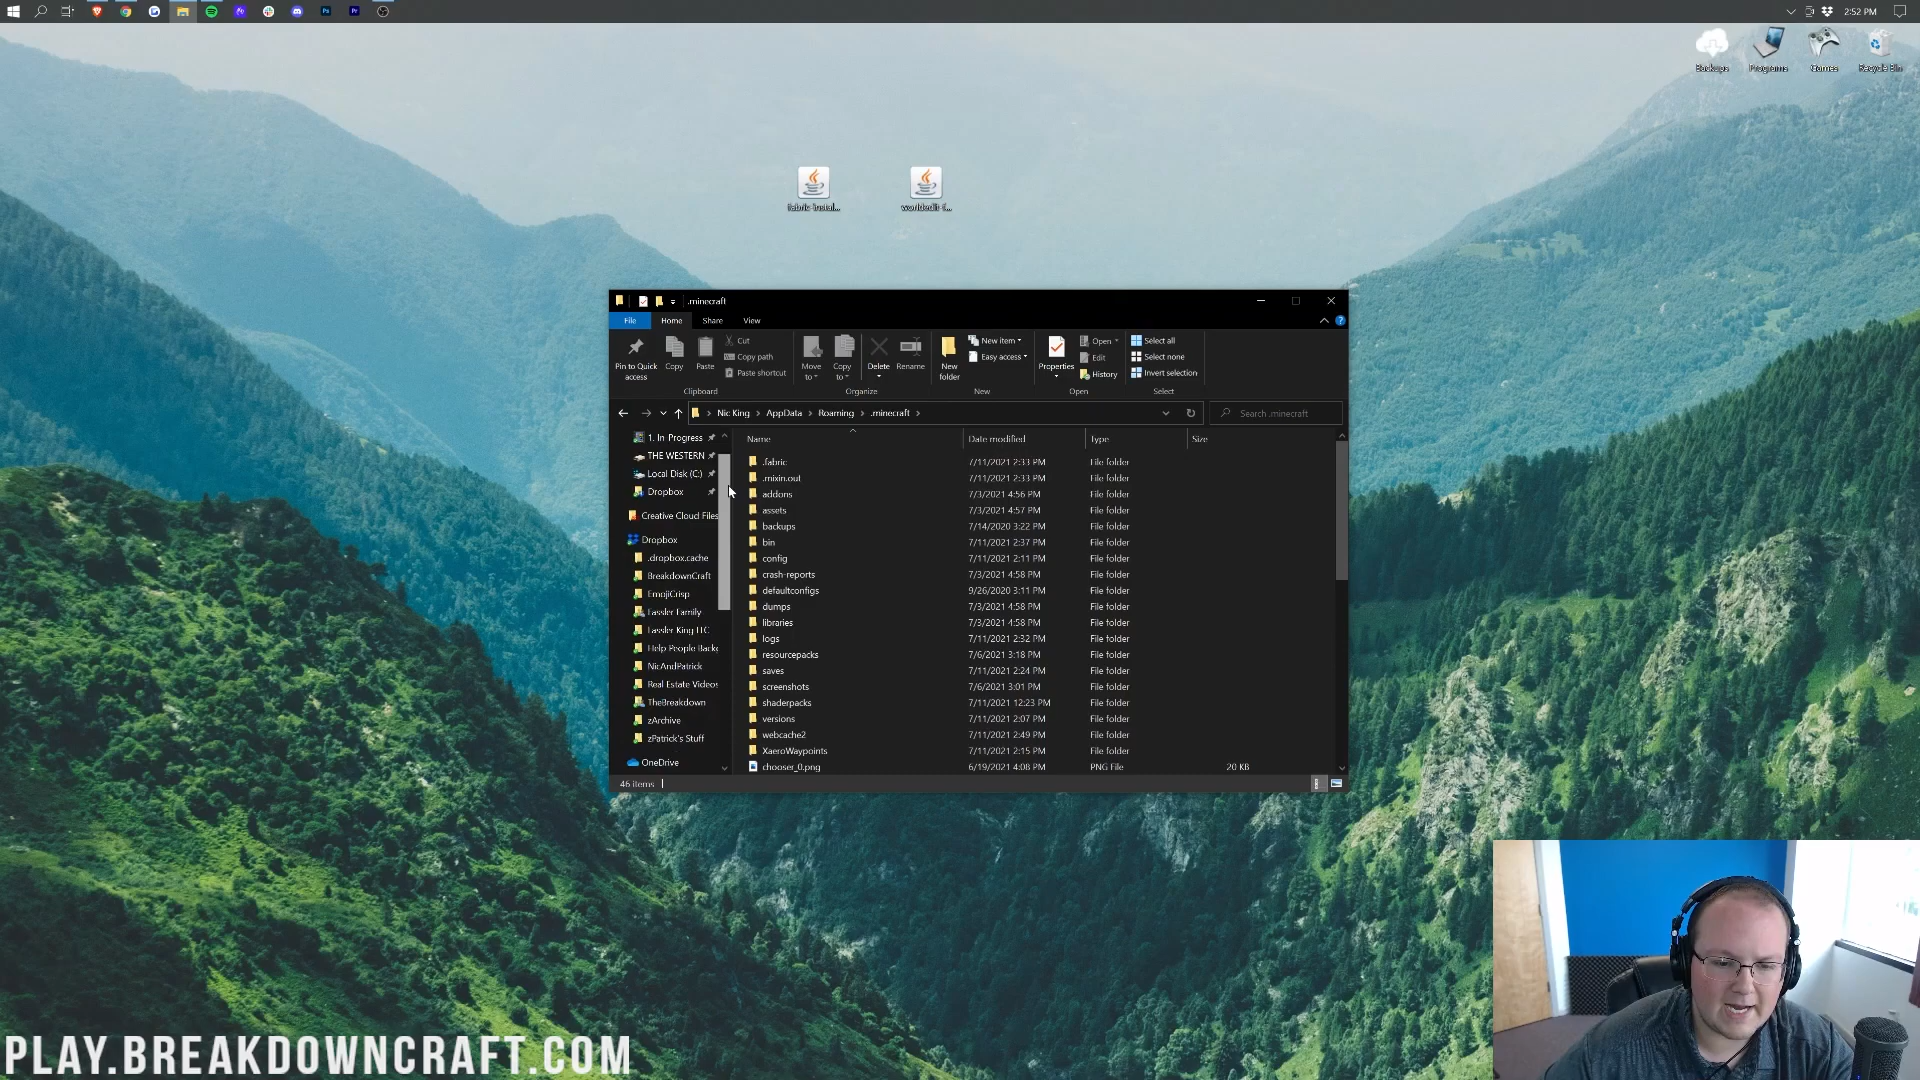 2:52 PM
Backups
Programs
Games
Recycle Bin
fabric-instal...
worldedit-f...
.minecraft
File
Home
Share
View
Pin to Quick access
Copy
Paste
Cut
Copy path
Paste shortcut
Clipboard
Move to
Copy to
Delete
Rename
Organize
New folder
New item
Easy access
New
Properties
Open
Edit
History
Open
Select all
Select none
Invert selection
Select
Nic King > AppData > Roaming > .minecraft >
Search .minecraft
1. In Progress
THE WESTERN
Local Disk (C:)
Dropbox
Creative Cloud Files
Dropbox
.dropbox.cache
BreakdownCraft
EmojiCrisp
Lassler Family
Lassler King LLC
Help People Back
NicAndPatrick
Real Estate Videos
TheBreakdown
zArchive
zPatrick's Stuff
OneDrive
Name Date modified Type Size
.fabric 7/11/2021 2:33 PM File folder
.mixin.out 7/11/2021 2:33 PM File folder
addons 7/3/2021 4:56 PM File folder
assets 7/3/2021 4:57 PM File folder
backups 7/14/2020 3:22 PM File folder
bin 7/11/2021 2:37 PM File folder
config 7/11/2021 2:11 PM File folder
crash-reports 7/3/2021 4:58 PM File folder
defaultconfigs 9/26/2020 3:11 PM File folder
dumps 7/3/2021 4:58 PM File folder
libraries 7/3/2021 4:58 PM File folder
logs 7/11/2021 2:32 PM File folder
resourcepacks 7/6/2021 3:18 PM File folder
saves 7/11/2021 2:24 PM File folder
screenshots 7/6/2021 3:01 PM File folder
shaderpacks 7/11/2021 12:23 PM File folder
versions 7/11/2021 2:07 PM File folder
webcache2 7/11/2021 2:49 PM File folder
XaeroWaypoints 7/11/2021 2:15 PM File folder
chooser_0.png 6/19/2021 4:08 PM PNG File 20 KB
46 items
PLAY.BREAKDOWNCRAFT.COM